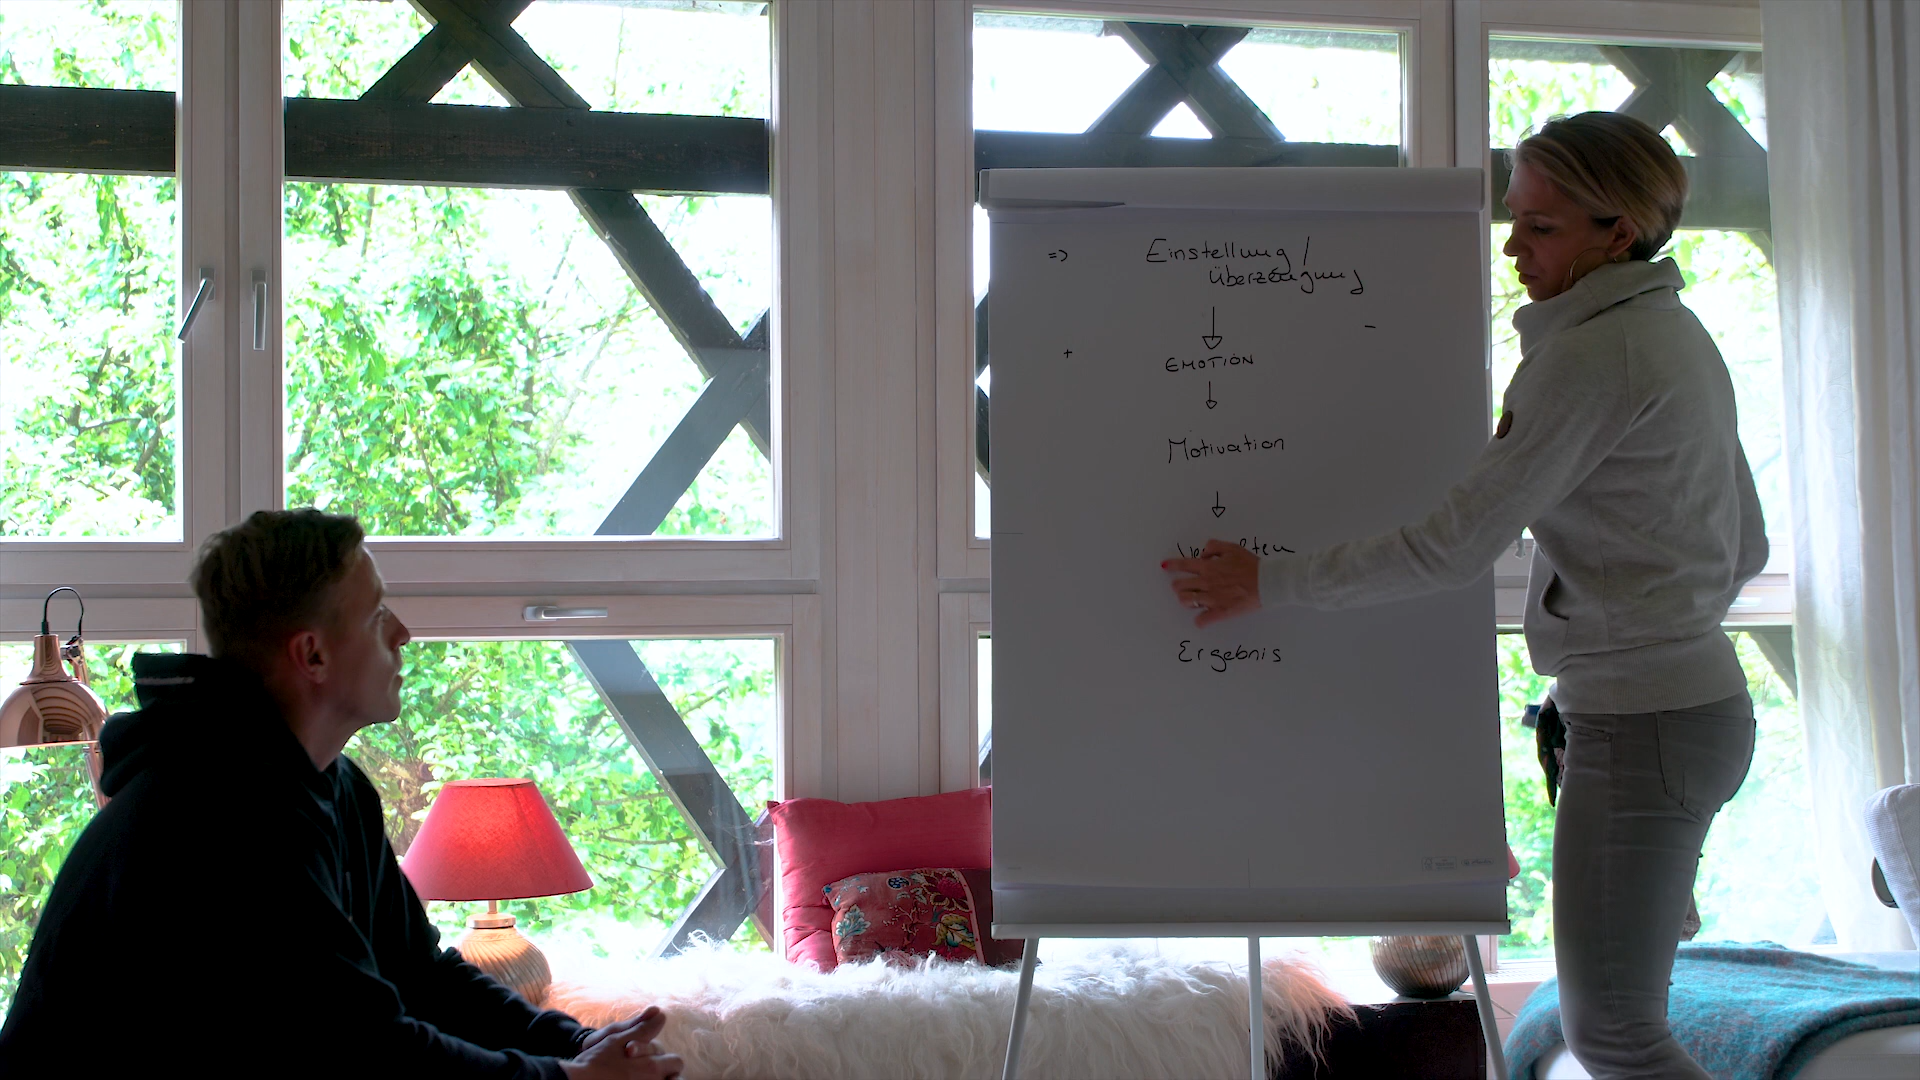 => Einstellung /
Überzeugung
-
+
EMOTION
Motivation
Ergebnis